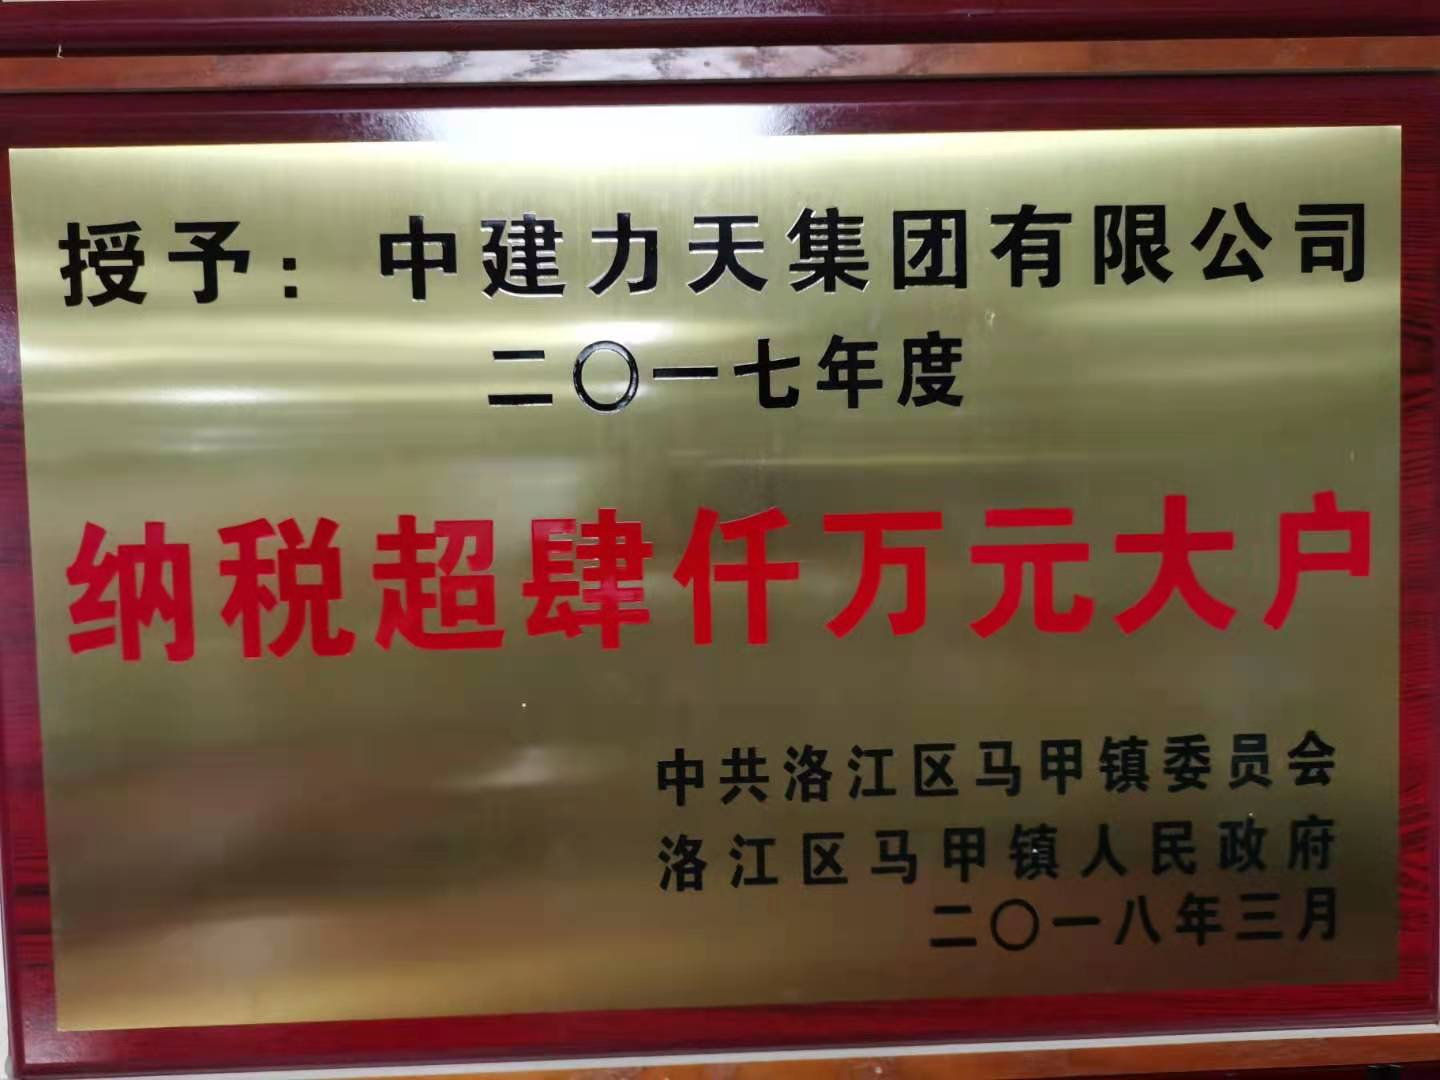 授予：中建力天集团有限公司
二〇一七年度
纳税超肆仟万元大户
中共洛江区马甲镇委员会
洛江区马甲镇人民政府
二〇一八年三月